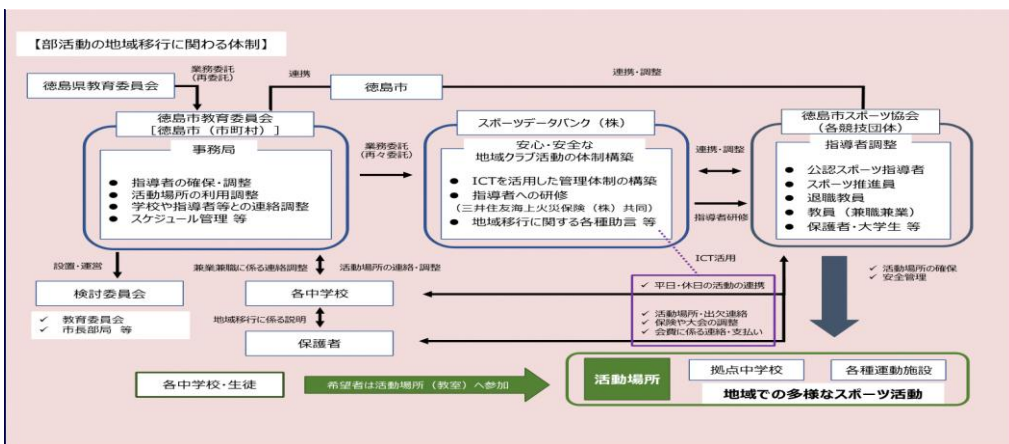 【部活動の地域移行に関わる体制】
徳島県教育委員会
業務委託
(再委託)
連携
徳島市
連携・調整
徳島市教育委員会
[徳島市(市町村)]
事務局
● 指導者の確保・調整
● 活動場所の利用調整
● 学校や指導者等との連絡調整
● スケジュール管理 等
業務委託
(再々委託)
スポーツデータバンク(株)
安心・安全な
地域クラブ活動の体制構築
● ICTを活用した管理体制の構築
● 指導者への研修
(三井住友海上火災保険(株)共同)
● 地域移行に関する各種助言 等
連携・調整
指導者研修
徳島市スポーツ協会
(各競技団体)
指導者調整
● 公認スポーツ指導者
● スポーツ推進員
● 退職教員
● 教員(兼職兼業)
● 保護者・大学生 等
設置・運営
検討委員会
✓ 教育委員会
✓ 市長部局 等
兼業兼職に係る連絡調整
活動場所の連絡・調整
各中学校
地域移行に係る説明
保護者
ICT活用
✓ 平日・休日の活動の連携
✓ 活動場所・出欠連絡
✓ 保険や大会の調整
✓ 会費に係る連絡・支払い
✓ 活動場所の確保
✓ 安全管理
各中学校・生徒
希望者は活動場所(教室)へ参加
活動場所
拠点中学校
各種運動施設
地域での多様なスポーツ活動